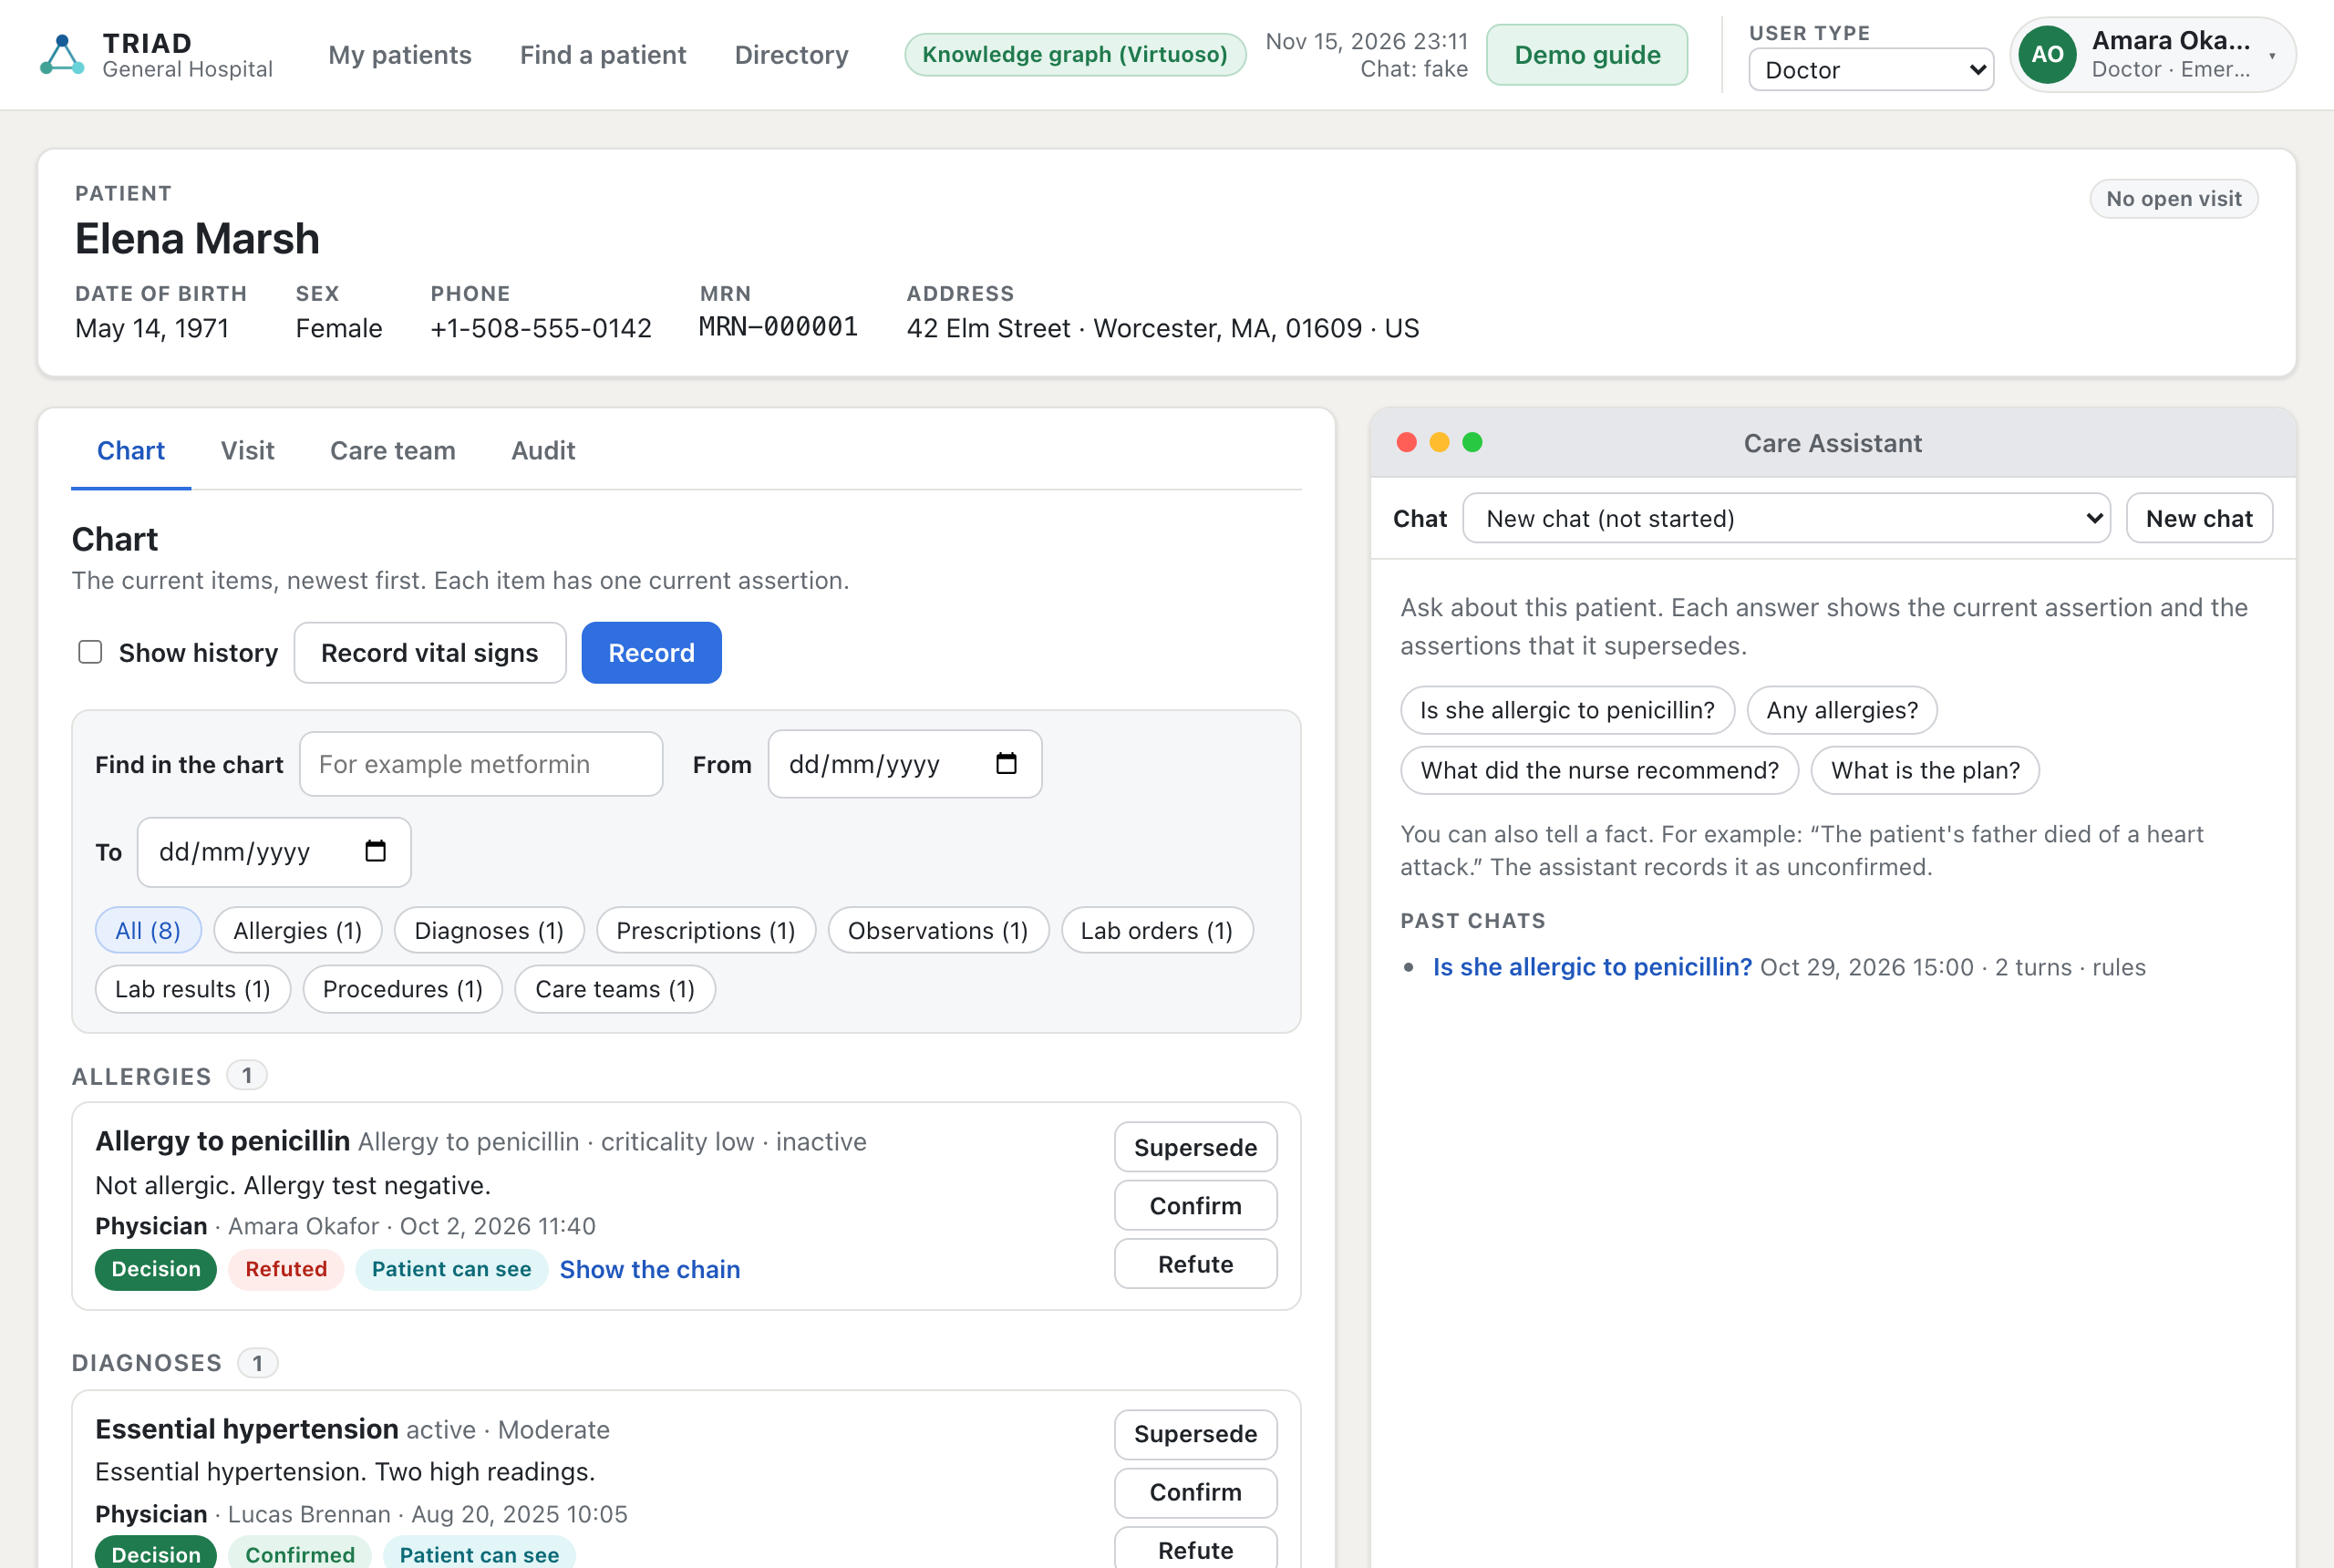 TRIAD
General Hospital
My patients
Find a patient
Directory
Knowledge graph (Virtuoso)
Nov 15, 2026 23:11
Chat: fake
Demo guide
USER TYPE
Doctor
AO
Amara Oka...
Doctor · Emer...
PATIENT
Elena Marsh
No open visit
DATE OF BIRTH
May 14, 1971
SEX
Female
PHONE
+1-508-555-0142
MRN
MRN-000001
ADDRESS
42 Elm Street · Worcester, MA, 01609 · US
Chart
Visit
Care team
Audit
Chart
The current items, newest first. Each item has one current assertion.
Show history
Record vital signs
Record
Find in the chart
For example metformin
From
dd/mm/yyyy
To
dd/mm/yyyy
All (8)
Allergies (1)
Diagnoses (1)
Prescriptions (1)
Observations (1)
Lab orders (1)
Lab results (1)
Procedures (1)
Care teams (1)
ALLERGIES 1
Allergy to penicillin Allergy to penicillin · criticality low · inactive
Not allergic. Allergy test negative.
Physician · Amara Okafor · Oct 2, 2026 11:40
Decision
Refuted
Patient can see
Show the chain
Supersede
Confirm
Refute
DIAGNOSES 1
Essential hypertension active · Moderate
Essential hypertension. Two high readings.
Physician · Lucas Brennan · Aug 20, 2025 10:05
Decision
Confirmed
Patient can see
Supersede
Confirm
Refute
Care Assistant
Chat
New chat (not started)
New chat
Ask about this patient. Each answer shows the current assertion and the
assertions that it supersedes.
Is she allergic to penicillin?
Any allergies?
What did the nurse recommend?
What is the plan?
You can also tell a fact. For example: “The patient's father died of a heart
attack.” The assistant records it as unconfirmed.
PAST CHATS
• Is she allergic to penicillin? Oct 29, 2026 15:00 · 2 turns · rules